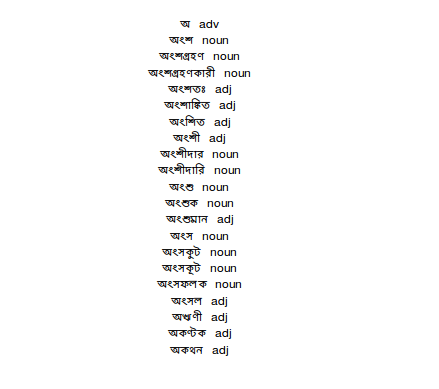 অ adv
অংশ noun
অংশগ্রহণ noun
অংশগ্রহণকারী noun
অংশতঃ adj
অংশাঙ্কিত adj
অংশিত adj
অংশী adj
অংশীদার noun
অংশীদারি noun
অংশু noun
অংশুক noun
অংশুমান adj
অংস noun
অংসকুট noun
অংসকূট noun
অংসফলক noun
অংসল adj
অঋণী adj
অকণ্টক adj
অকথন adj